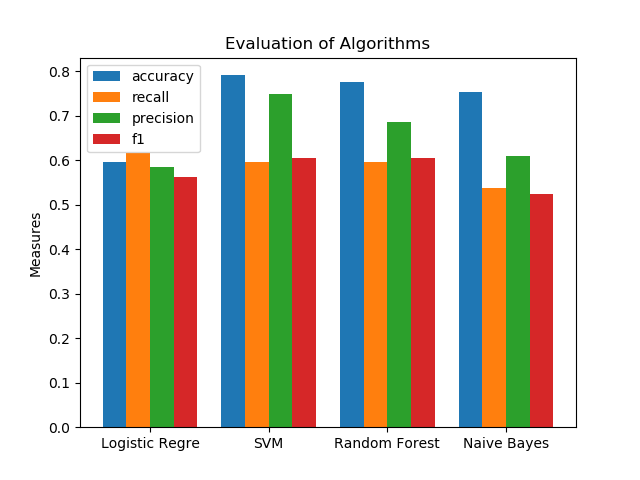 Evaluation of Algorithms
accuracy
recall
precision
f1
Measures
0.8
0.7
0.6
0.5
0.4
0.3
0.2
0.1
0.0
Logistic Regre
SVM
Random Forest
Naive Bayes